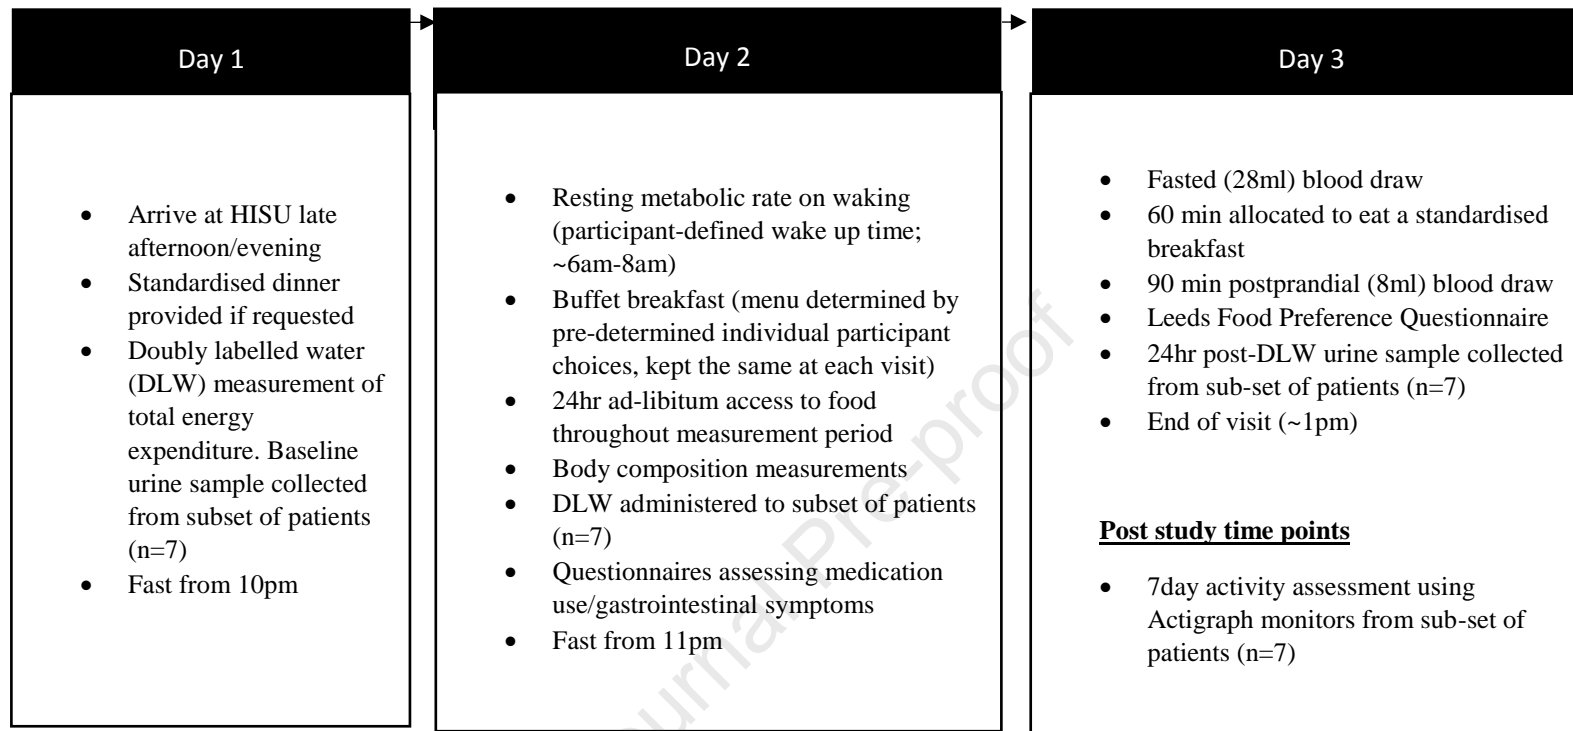 Day 1
• Arrive at HISU late
afternoon/evening
• Standardised dinner
provided if requested
• Doubly labelled water
(DLW) measurement of
total energy
expenditure. Baseline
urine sample collected
from subset of patients
(n=7)
• Fast from 10pm
Day 2
• Resting metabolic rate on waking
(participant-defined wake up time;
~6am-8am)
• Buffet breakfast (menu determined by
pre-determined individual participant
choices, kept the same at each visit)
• 24hr ad-libitum access to food
throughout measurement period
• Body composition measurements
• DLW administered to subset of patients
(n=7)
• Questionnaires assessing medication
use/gastrointestinal symptoms
• Fast from 11pm
Day 3
• Fasted (28ml) blood draw
• 60 min allocated to eat a standardised
breakfast
• 90 min postprandial (8ml) blood draw
• Leeds Food Preference Questionnaire
• 24hr post-DLW urine sample collected
from sub-set of patients (n=7)
• End of visit (~1pm)
Post study time points
• 7day activity assessment using
Actigraph monitors from sub-set of
patients (n=7)
urnal Pre-proof